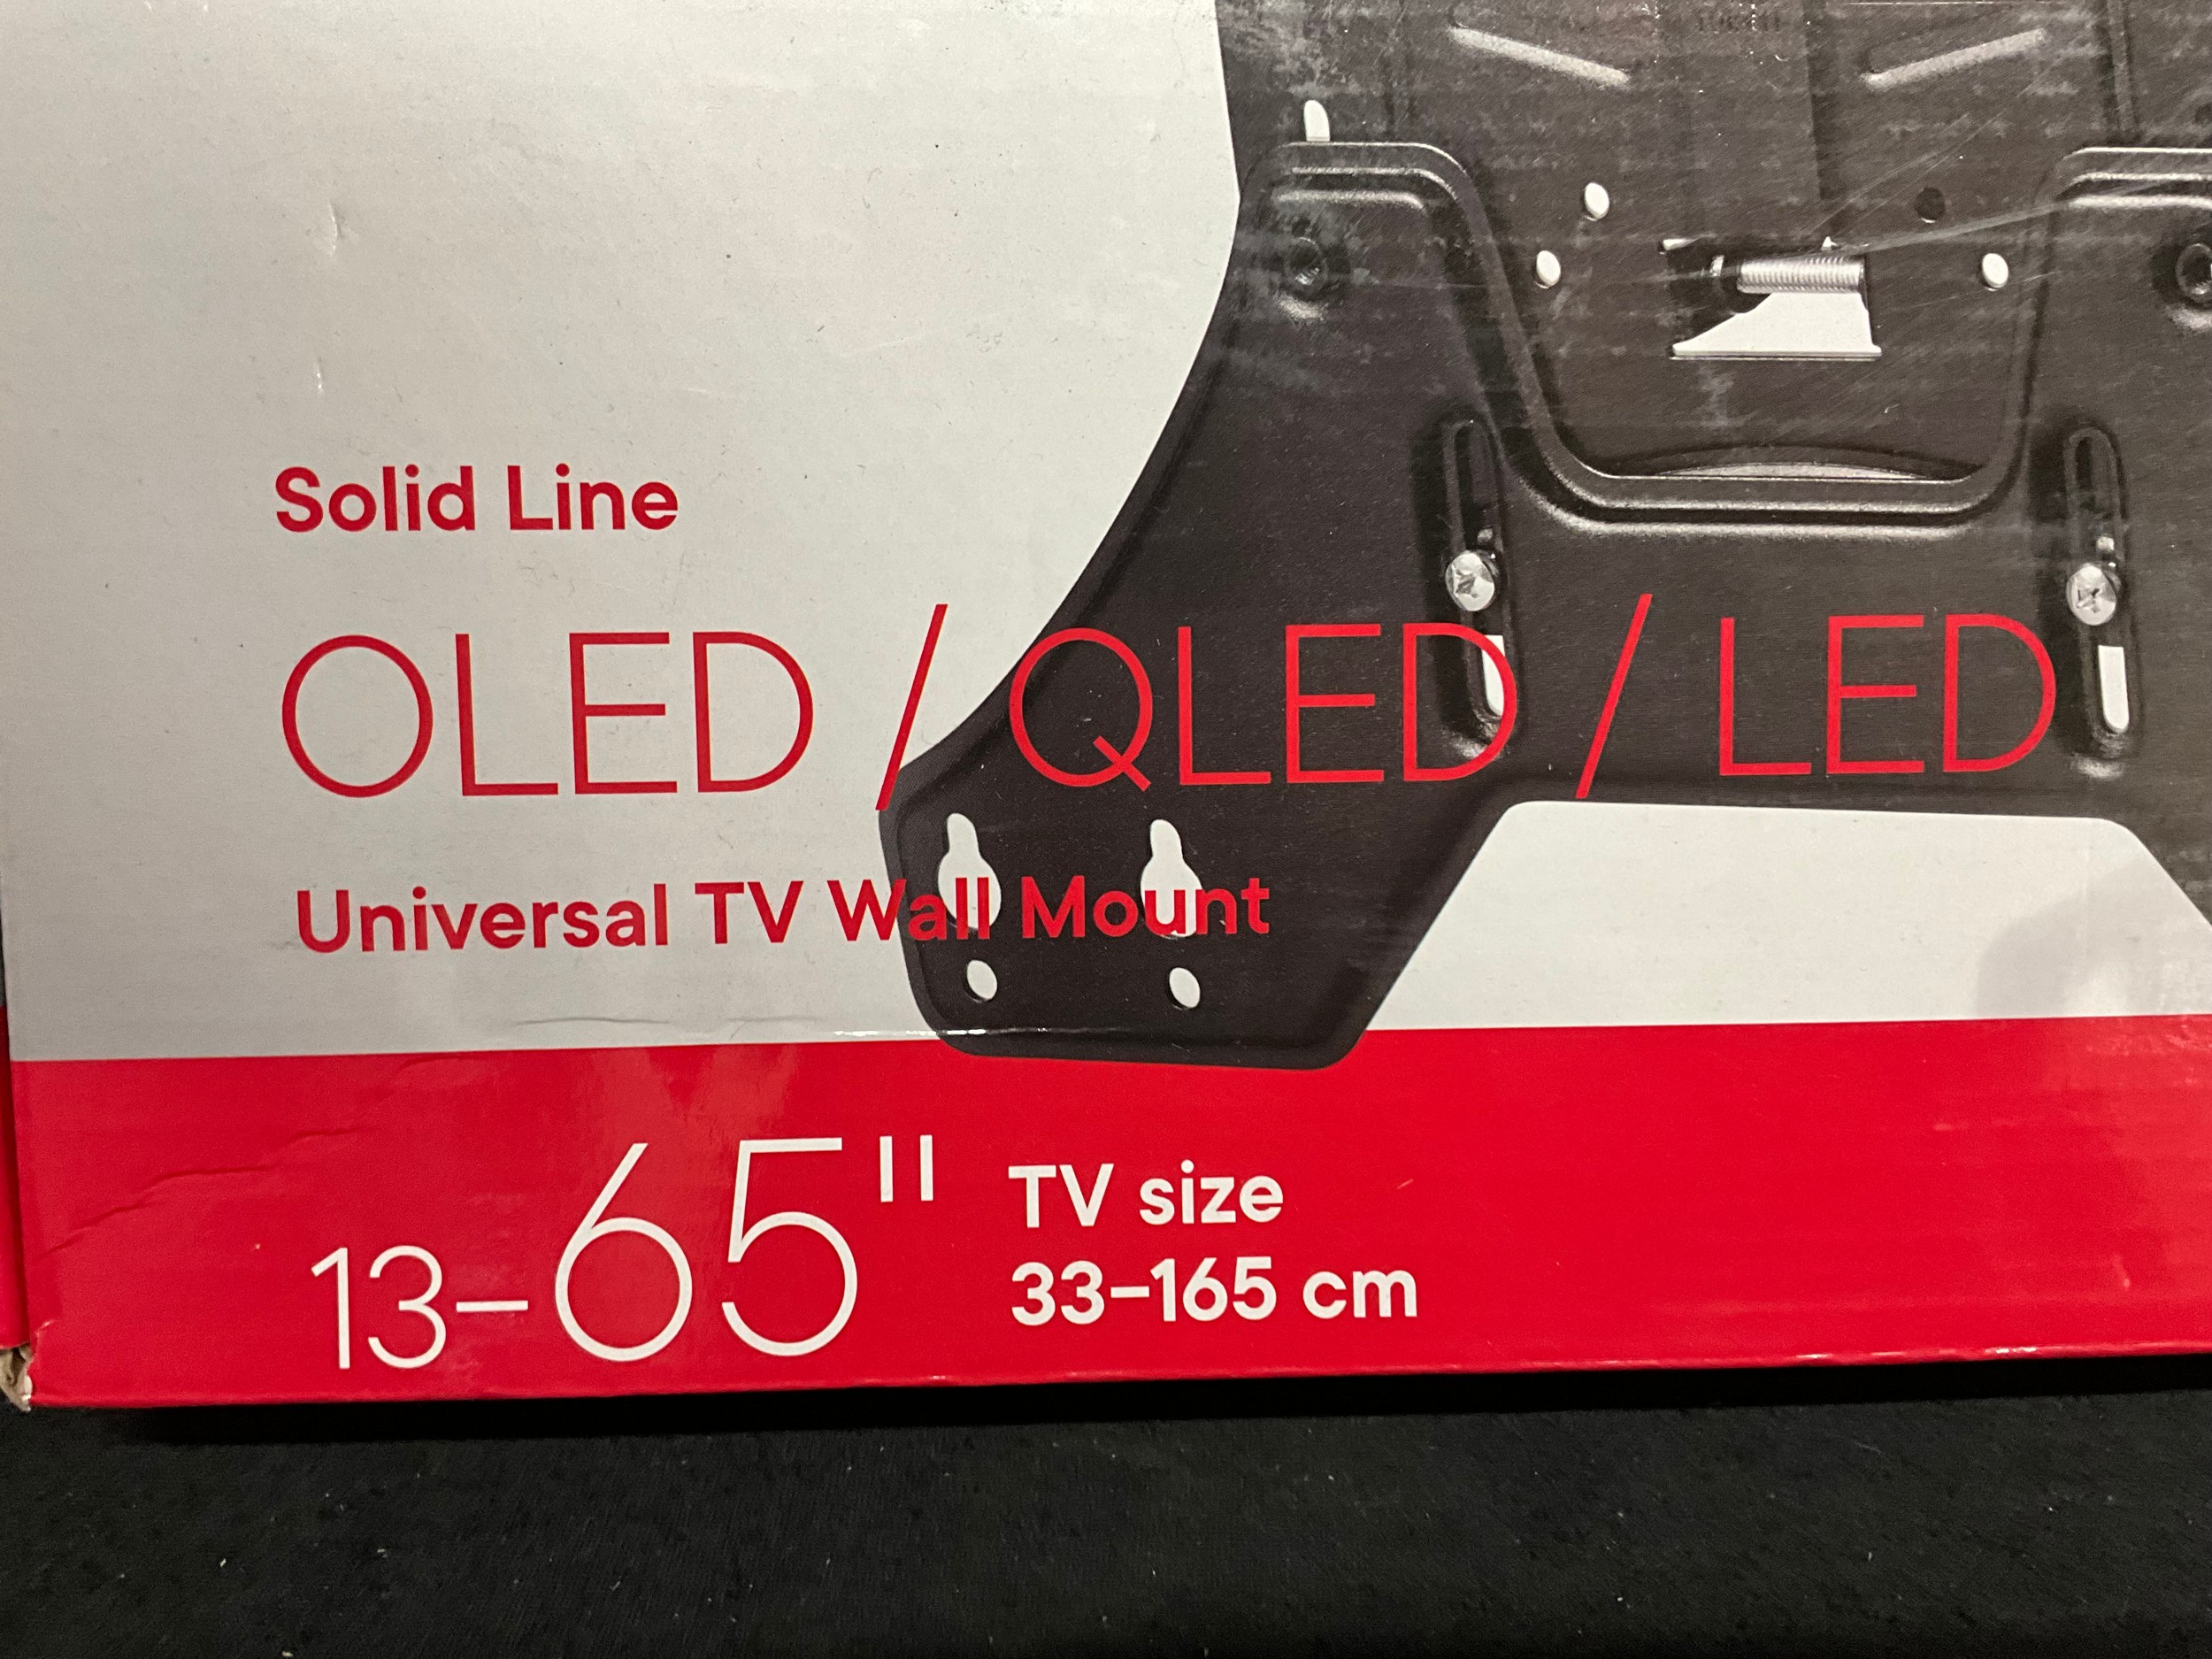 Solid Line
OLED / QLED / LED
Universal TV Wall Mount
13–65" TV size
33–165 cm